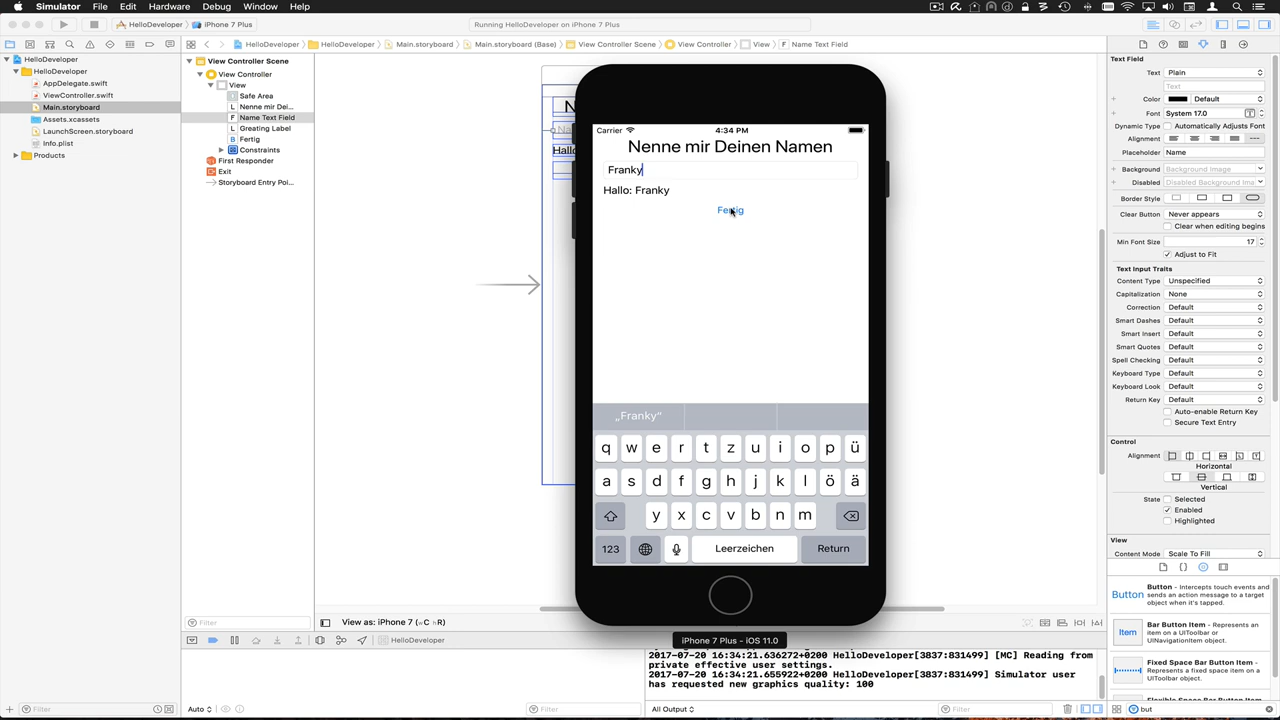 Simulator File Edit Hardware Debug Window Help
HelloDeveloper iPhone 7 Plus Running HelloDeveloper on iPhone 7 Plus
HelloDeveloper HelloDeveloper Main.storyboard Main.storyboard (Base) View Controller Scene View Controller View L Name Text Field
HelloDeveloper
HelloDeveloper
AppDelegate.swift
ViewController.swift
Main.storyboard
Assets.xcassets
LaunchScreen.storyboard
Info.plist
Products
Filter
View Controller Scene
View Controller
View
Safe Area
L Nenne mir Dei...
F Name Text Field
L Greating Label
B Fertig
Constraints
First Responder
Exit
Storyboard Entry Poi...
Filter
N
Na
Hallo
Carrier 4:34 PM
Nenne mir Deinen Namen
Franky
Hallo: Franky
Fertig
„Franky“
q w e r t z u i o p ü
a s d f g h j k l ö ä
y x c v b n m
123 Leerzeichen Return
iPhone 7 Plus – iOS 11.0
View as: iPhone 7 (wC hR)
HelloDeveloper
2017-07-20 16:34:21.636272+0200 HelloDeveloper[3837:831499] [MC] Reading from
private effective user settings.
2017-07-20 16:34:21.655922+0200 HelloDeveloper[3837:831499] Simulator user
has requested new graphics quality: 100
Auto Filter All Output Filter
Text Field
Text Plain
Text
Color Default
Font System 17.0
Dynamic Type Automatically Adjusts Font
Alignment
Placeholder Name
Background Background Image
Disabled Disabled Background Ima
Border Style
Clear Button Never appears
Clear when editing begins
Min Font Size 17
Adjust to Fit
Text Input Traits
Content Type Unspecified
Capitalization None
Correction Default
Smart Dashes Default
Smart Insert Default
Smart Quotes Default
Spell Checking Default
Keyboard Type Default
Keyboard Look Default
Return Key Default
Auto-enable Return Key
Secure Text Entry
Control
Alignment
Horizontal
Vertical
State Selected
Enabled
Highlighted
View
Content Mode Scale To Fill
Button
Button - Intercepts touch events and
sends an action message to a target
object when it's tapped.
Item
Bar Button Item - Represents an
item on a UIToolbar or
UINavigationItem object.
Fixed Space Bar Button Item -
Represents a fixed space item on a
UIToolbar object.
Flexible Space Bar Button Item -
but